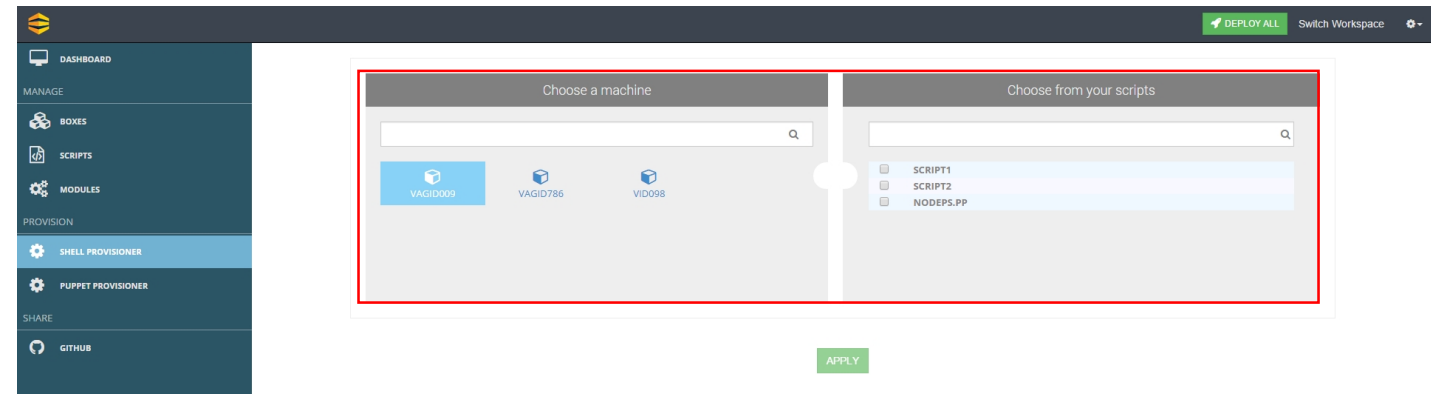 DEPLOY ALL Switch Workspace
DASHBOARD
MANAGE
BOXES
SCRIPTS
MODULES
PROVISION
SHELL PROVISIONER
PUPPET PROVISIONER
SHARE
GITHUB
Choose a machine
VAGID009 VAGID786 VID098
Choose from your scripts
SCRIPT1
SCRIPT2
NODEPS.PP
APPLY